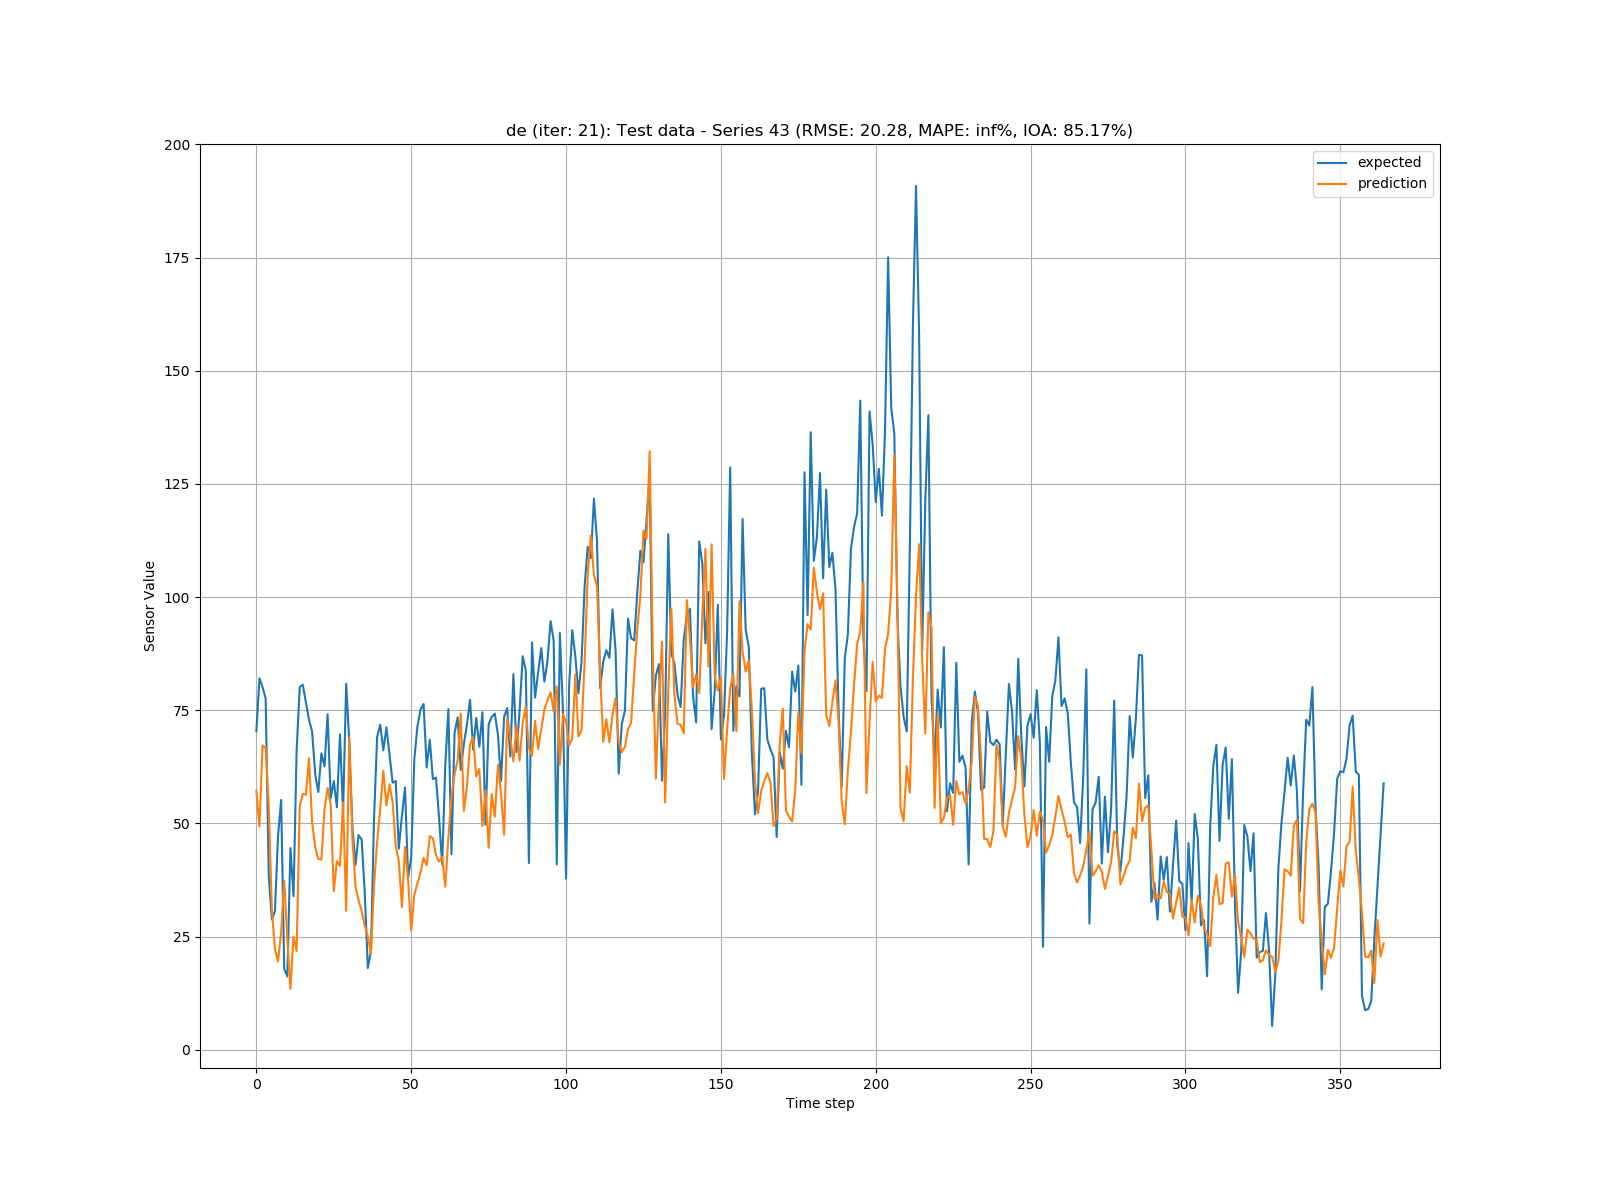 de (iter: 21): Test data - Series 43 (RMSE: 20.28, MAPE: inf%, IOA: 85.17%)
expected
prediction
200
175
150
125
100
75
50
25
0
Sensor Value
0 50 100 150 200 250 300 350
Time step